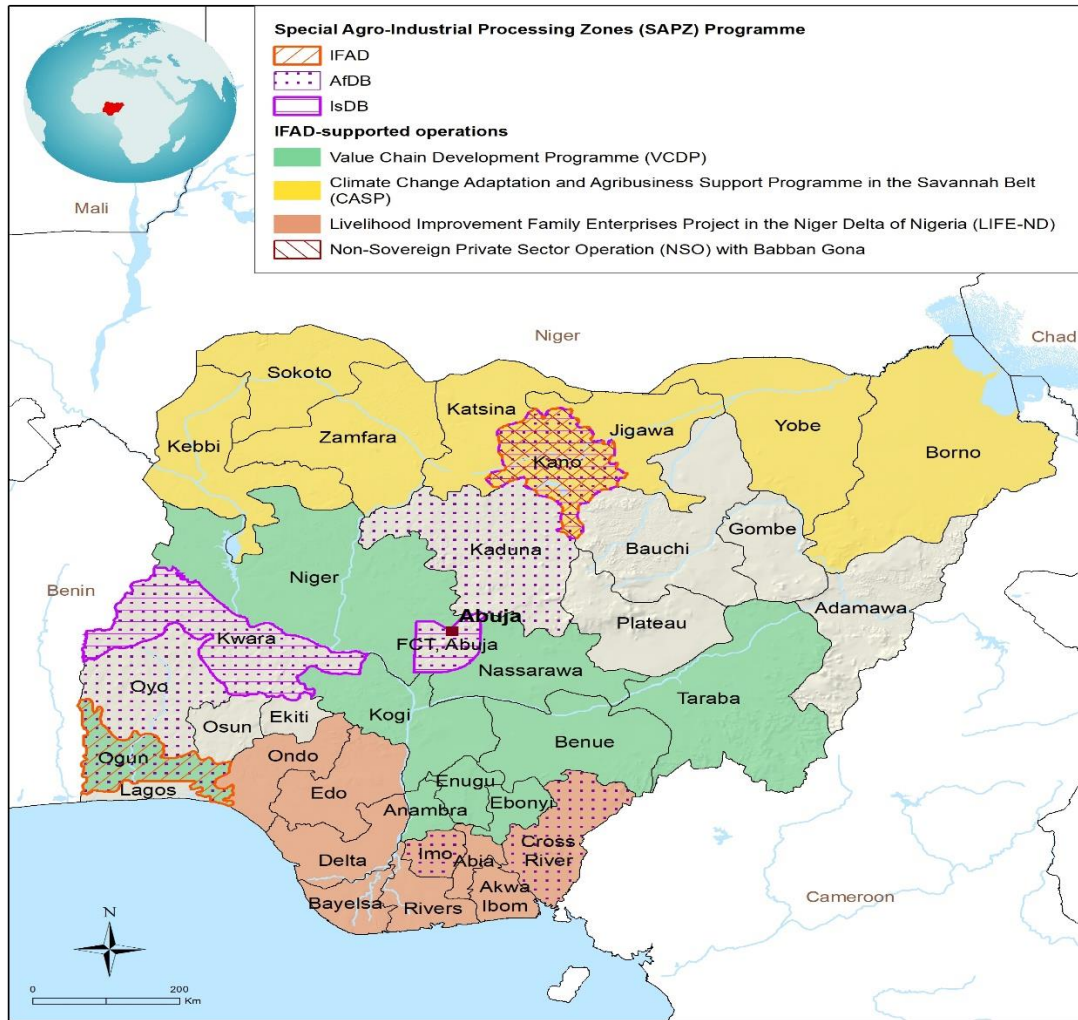 Special Agro-Industrial Processing Zones (SAPZ) Programme
IFAD
AfDB
IsDB
IFAD-supported operations
Value Chain Development Programme (VCDP)
Climate Change Adaptation and Agribusiness Support Programme in the Savannah Belt
(CASP)
Livelihood Improvement Family Enterprises Project in the Niger Delta of Nigeria (LIFE-ND)
Non-Sovereign Private Sector Operation (NSO) with Babban Gona
Mali
Niger
Chad
Sokoto
Katsina
Jigawa
Yobe
Borno
Kebbi
Zamfara
Kano
Gombe
Bauchi
Kaduna
Niger
Adamawa
Benin
Plateau
Abuja
FCT, Abuja
Kwara
Nassarawa
Taraba
Oyo
Kogi
Osun
Ekiti
Benue
Ogun
Ondo
Lagos
Enugu
Edo
Anambra
Ebonyi
Cross
River
Imo
Abia
Delta
Akwa
Ibom
Bayelsa
Rivers
Cameroon
N
0
200
Km